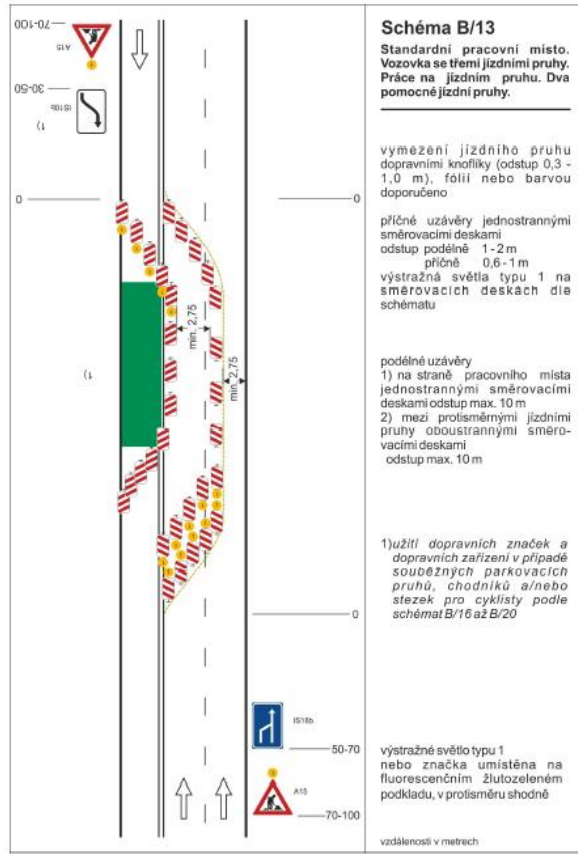 70-100
A15
30-50
IS10b
1)
0
0
min. 2,75
min. 2,75
1)
0
IS18b
50-70
A15
70-100
Schéma B/13
Standardní pracovní místo.
Vozovka se třemi jízdními pruhy.
Práce na jízdním pruhu. Dva
pomocné jízdní pruhy.
vymezení jízdního pruhu
dopravními knoflíky (odstup 0,3 -
1,0 m), fólií nebo barvou
doporučeno
příčné uzávěry jednostrannými
směrovacími deskami
odstup podélně 1-2 m
příčně 0,6-1 m
výstražná světla typu 1 na
směrovacích deskách dle
schématu
podélné uzávěry
1) na straně pracovního místa
jednostrannými směrovacími
deskami odstup max. 10 m
2) mezi protisměrnými jízdními
pruhy oboustrannými směro-
vacími deskami
odstup max. 10 m
1)užití dopravních značek a
dopravních zařízení v případě
souběžných parkovacích
pruhů, chodníků a/nebo
stezek pro cyklisty podle
schémat B/16 až B/20
výstražné světlo typu 1
nebo značka umístěna na
fluorescenčním žlutozeleném
podkladu, v protisměru shodně
vzdálenosti v metrech